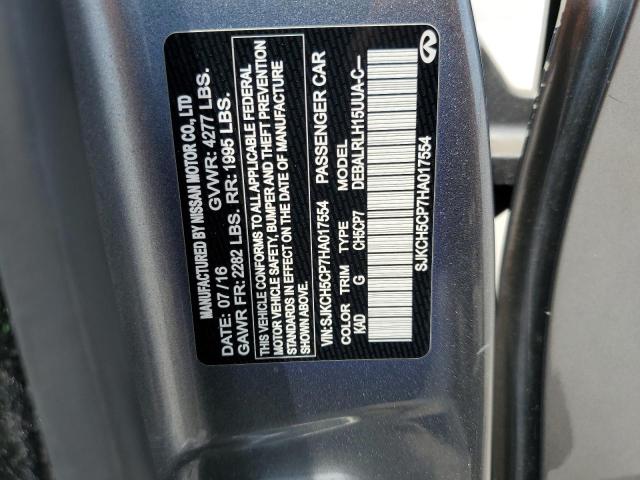 MANUFACTURED BY NISSAN MOTOR CO., LTD
DATE: 07/16 GVWR: 4277 LBS.
GAWR FR: 2282 LBS. RR: 1995 LBS.
THIS VEHICLE CONFORMS TO ALL APPLICABLE FEDERAL
MOTOR VEHICLE SAFETY, BUMPER AND THEFT PREVENTION
STANDARDS IN EFFECT ON THE DATE OF MANUFACTURE
SHOWN ABOVE.
VIN: SJKCH5CP7HA017554 PASSENGER CAR
COLOR TRIM TYPE MODEL
KAD G CH5CP7 DEBALRLH15UUA-C—
SJKCH5CP7HA017554